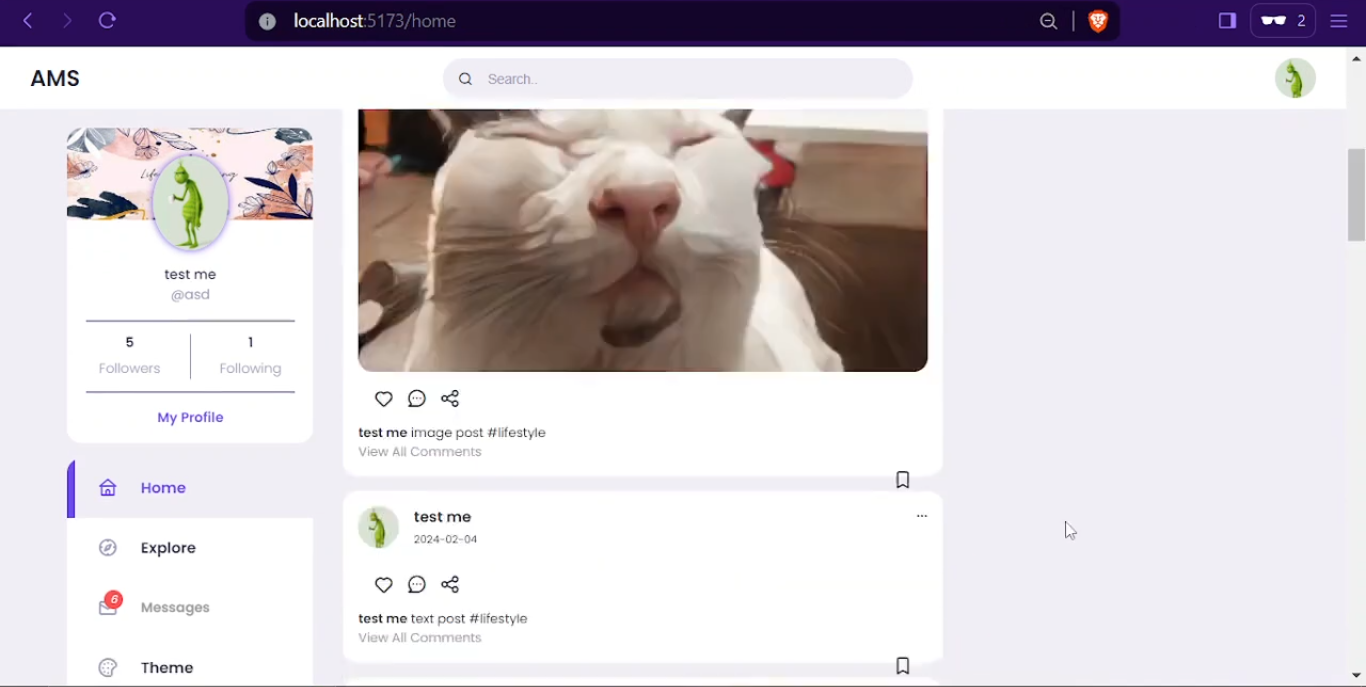 localhost:5173/home
2
AMS
Search..
test me
@asd
5
1
Followers
Following
My Profile
Home
Explore
6
Messages
Theme
test me image post #lifestyle
View All Comments
test me
2024-02-04
test me text post #lifestyle
View All Comments